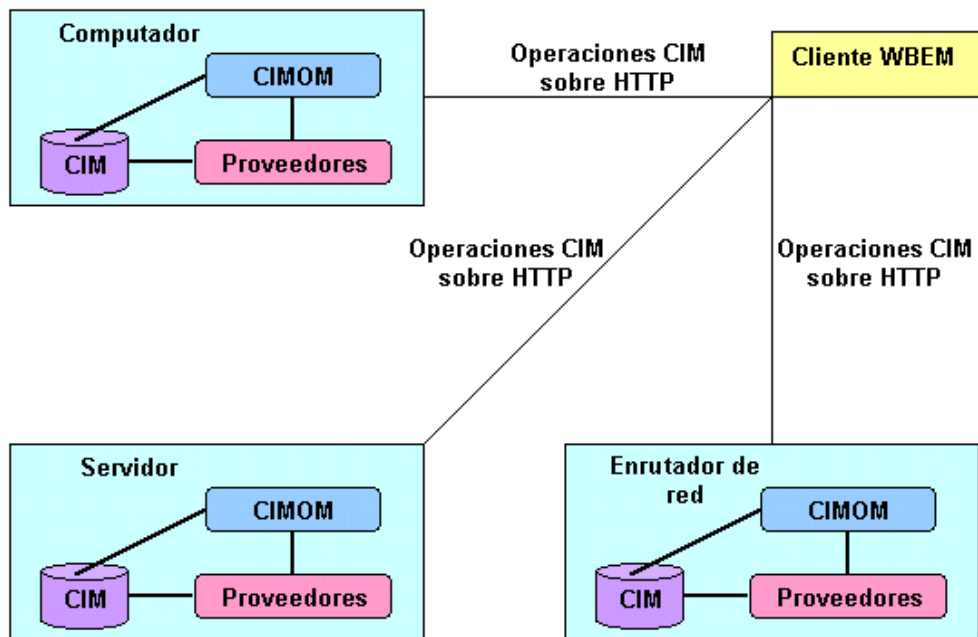 Computador
CIMOM
CIM
Proveedores
Operaciones CIM
sobre HTTP
Cliente WBEM
Operaciones CIM
sobre HTTP
Operaciones CIM
sobre HTTP
Servidor
CIMOM
CIM
Proveedores
Enrutador de
red
CIMOM
CIM
Proveedores